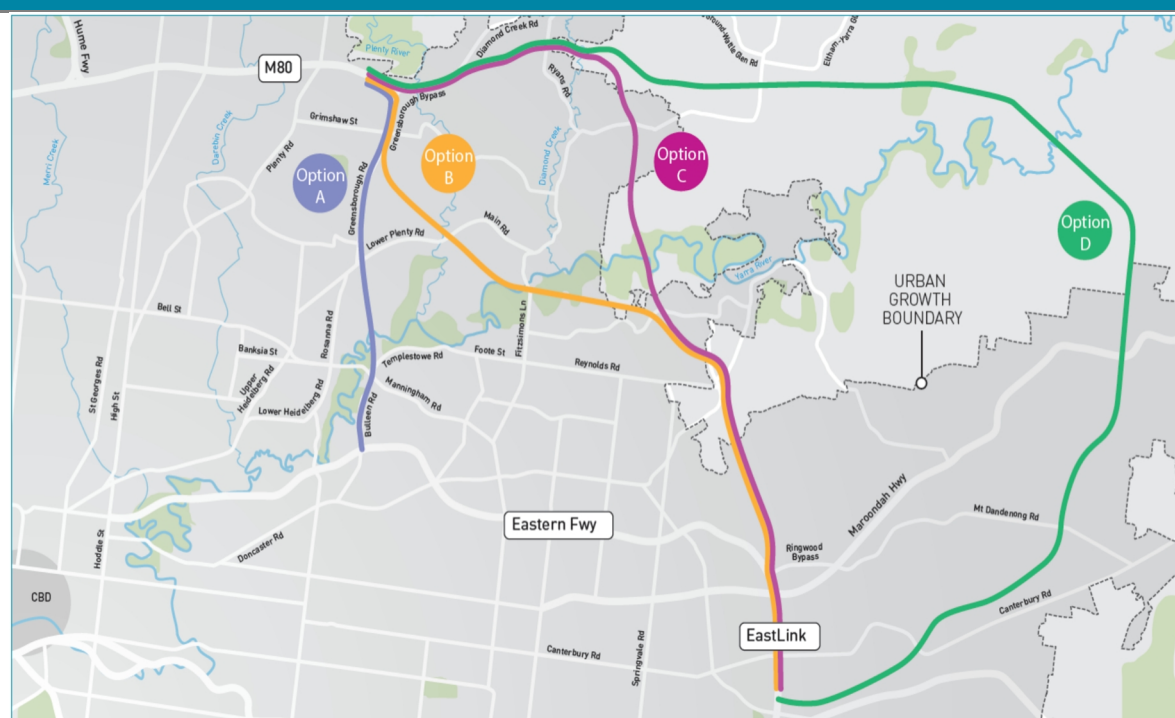 Hume Fwy
M80
Plenty River
Diamond Creek Rd
Ryans Rd
Eltham-Yarra
Greensborough Bypass
Grimshaw St
Merri Creek
Darebin Creek
Plenty Rd
Option
A
Option
B
Option
C
Option
D
Greensborough Rd
Diamond Creek
Lower Plenty Rd
Main Rd
Yarra River
URBAN
GROWTH
BOUNDARY
Bell St
Rosanna Rd
Fitzsimons Ln
Banksia St
Templestowe Rd
Foote St
Reynolds Rd
St Georges Rd
High St
Upper
Heidelberg Rd
Lower Heidelberg Rd
Manningham Rd
Bulleen Rd
Eastern Fwy
Maroondah Hwy
Mt Dandenong Rd
Hoddle St
Doncaster Rd
Ringwood
Bypass
CBD
Canterbury Rd
EastLink
Canterbury Rd
Springvale Rd